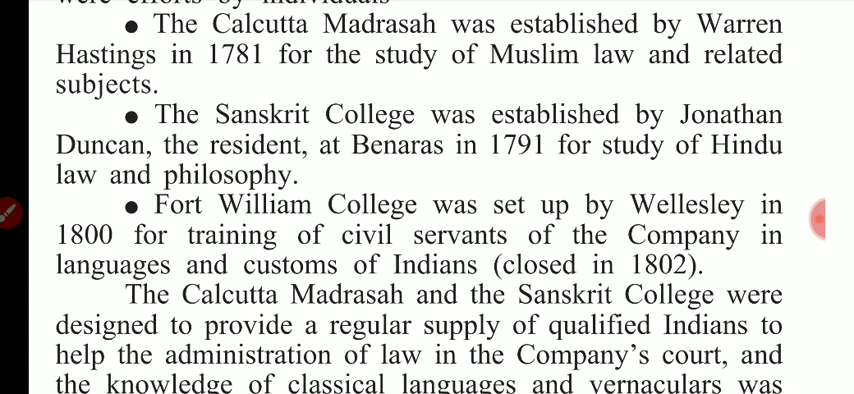 were efforts by individuals
• The Calcutta Madrasah was established by Warren
Hastings in 1781 for the study of Muslim law and related
subjects.
• The Sanskrit College was established by Jonathan
Duncan, the resident, at Benaras in 1791 for study of Hindu
law and philosophy.
• Fort William College was set up by Wellesley in
1800 for training of civil servants of the Company in
languages and customs of Indians (closed in 1802).
The Calcutta Madrasah and the Sanskrit College were
designed to provide a regular supply of qualified Indians to
help the administration of law in the Company’s court, and
the knowledge of classical languages and vernaculars was